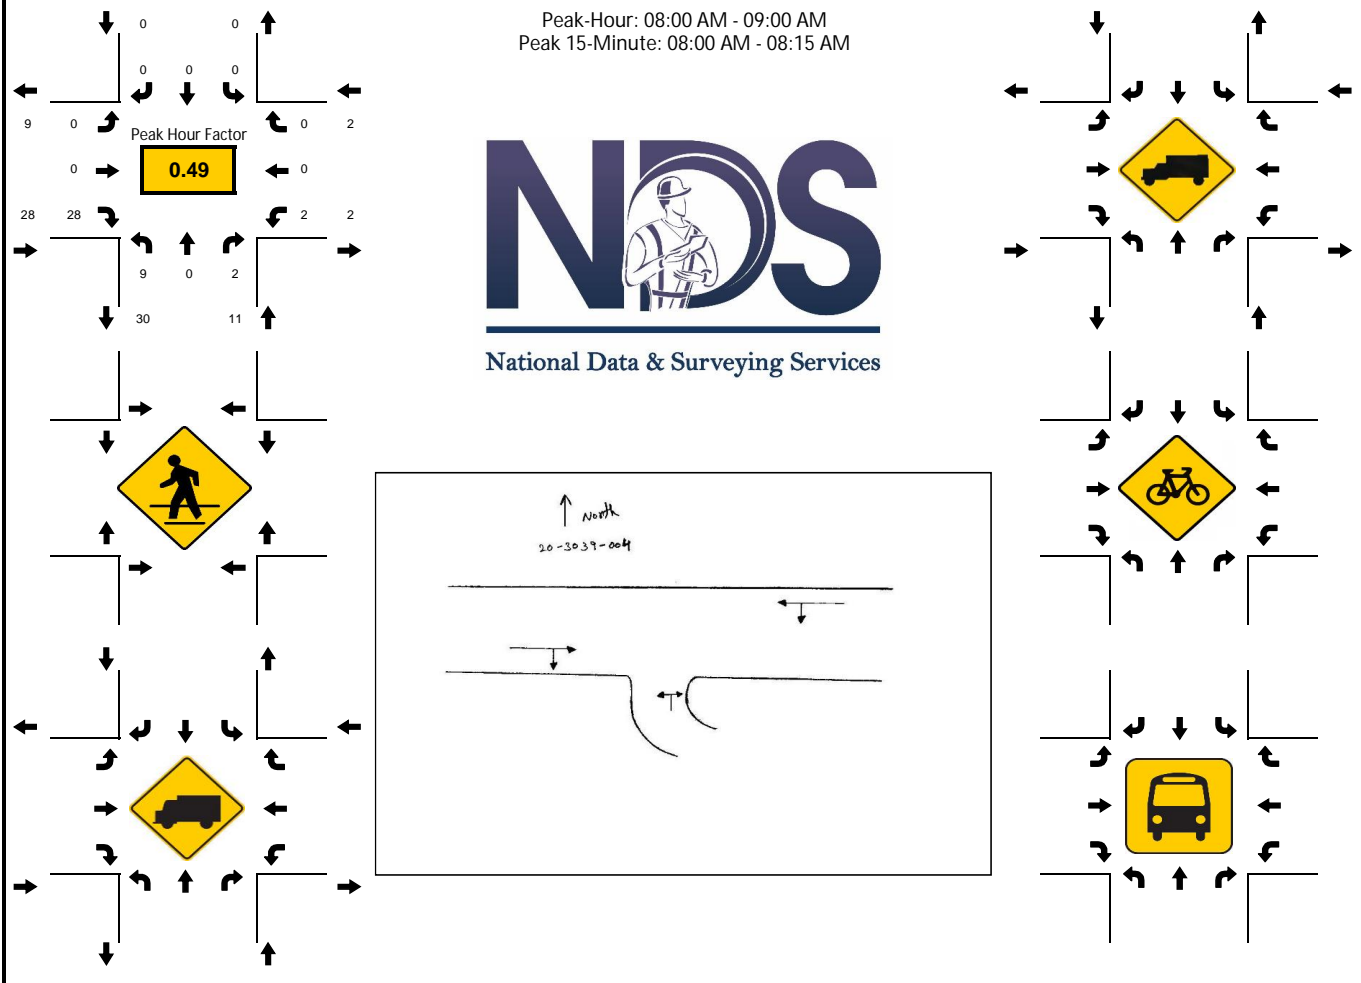 Peak-Hour: 08:00 AM - 09:00 AM
Peak 15-Minute: 08:00 AM - 08:15 AM
0 0
0 0 0
9 0 0 2
Peak Hour Factor
0 0.49 0
28 28 2 2
9 0 2
30 11
NDS
National Data & Surveying Services
North
20-3039-004